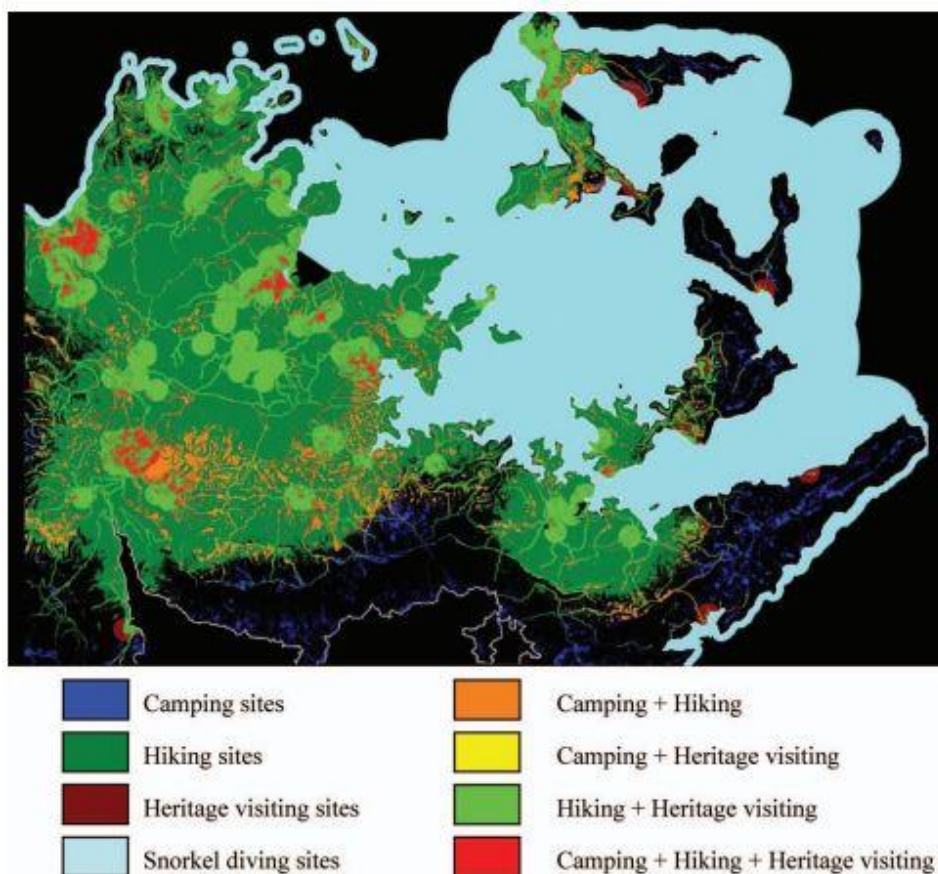 Camping sites
Hiking sites
Heritage visiting sites
Snorkel diving sites
Camping + Hiking
Camping + Heritage visiting
Hiking + Heritage visiting
Camping + Hiking + Heritage visiting